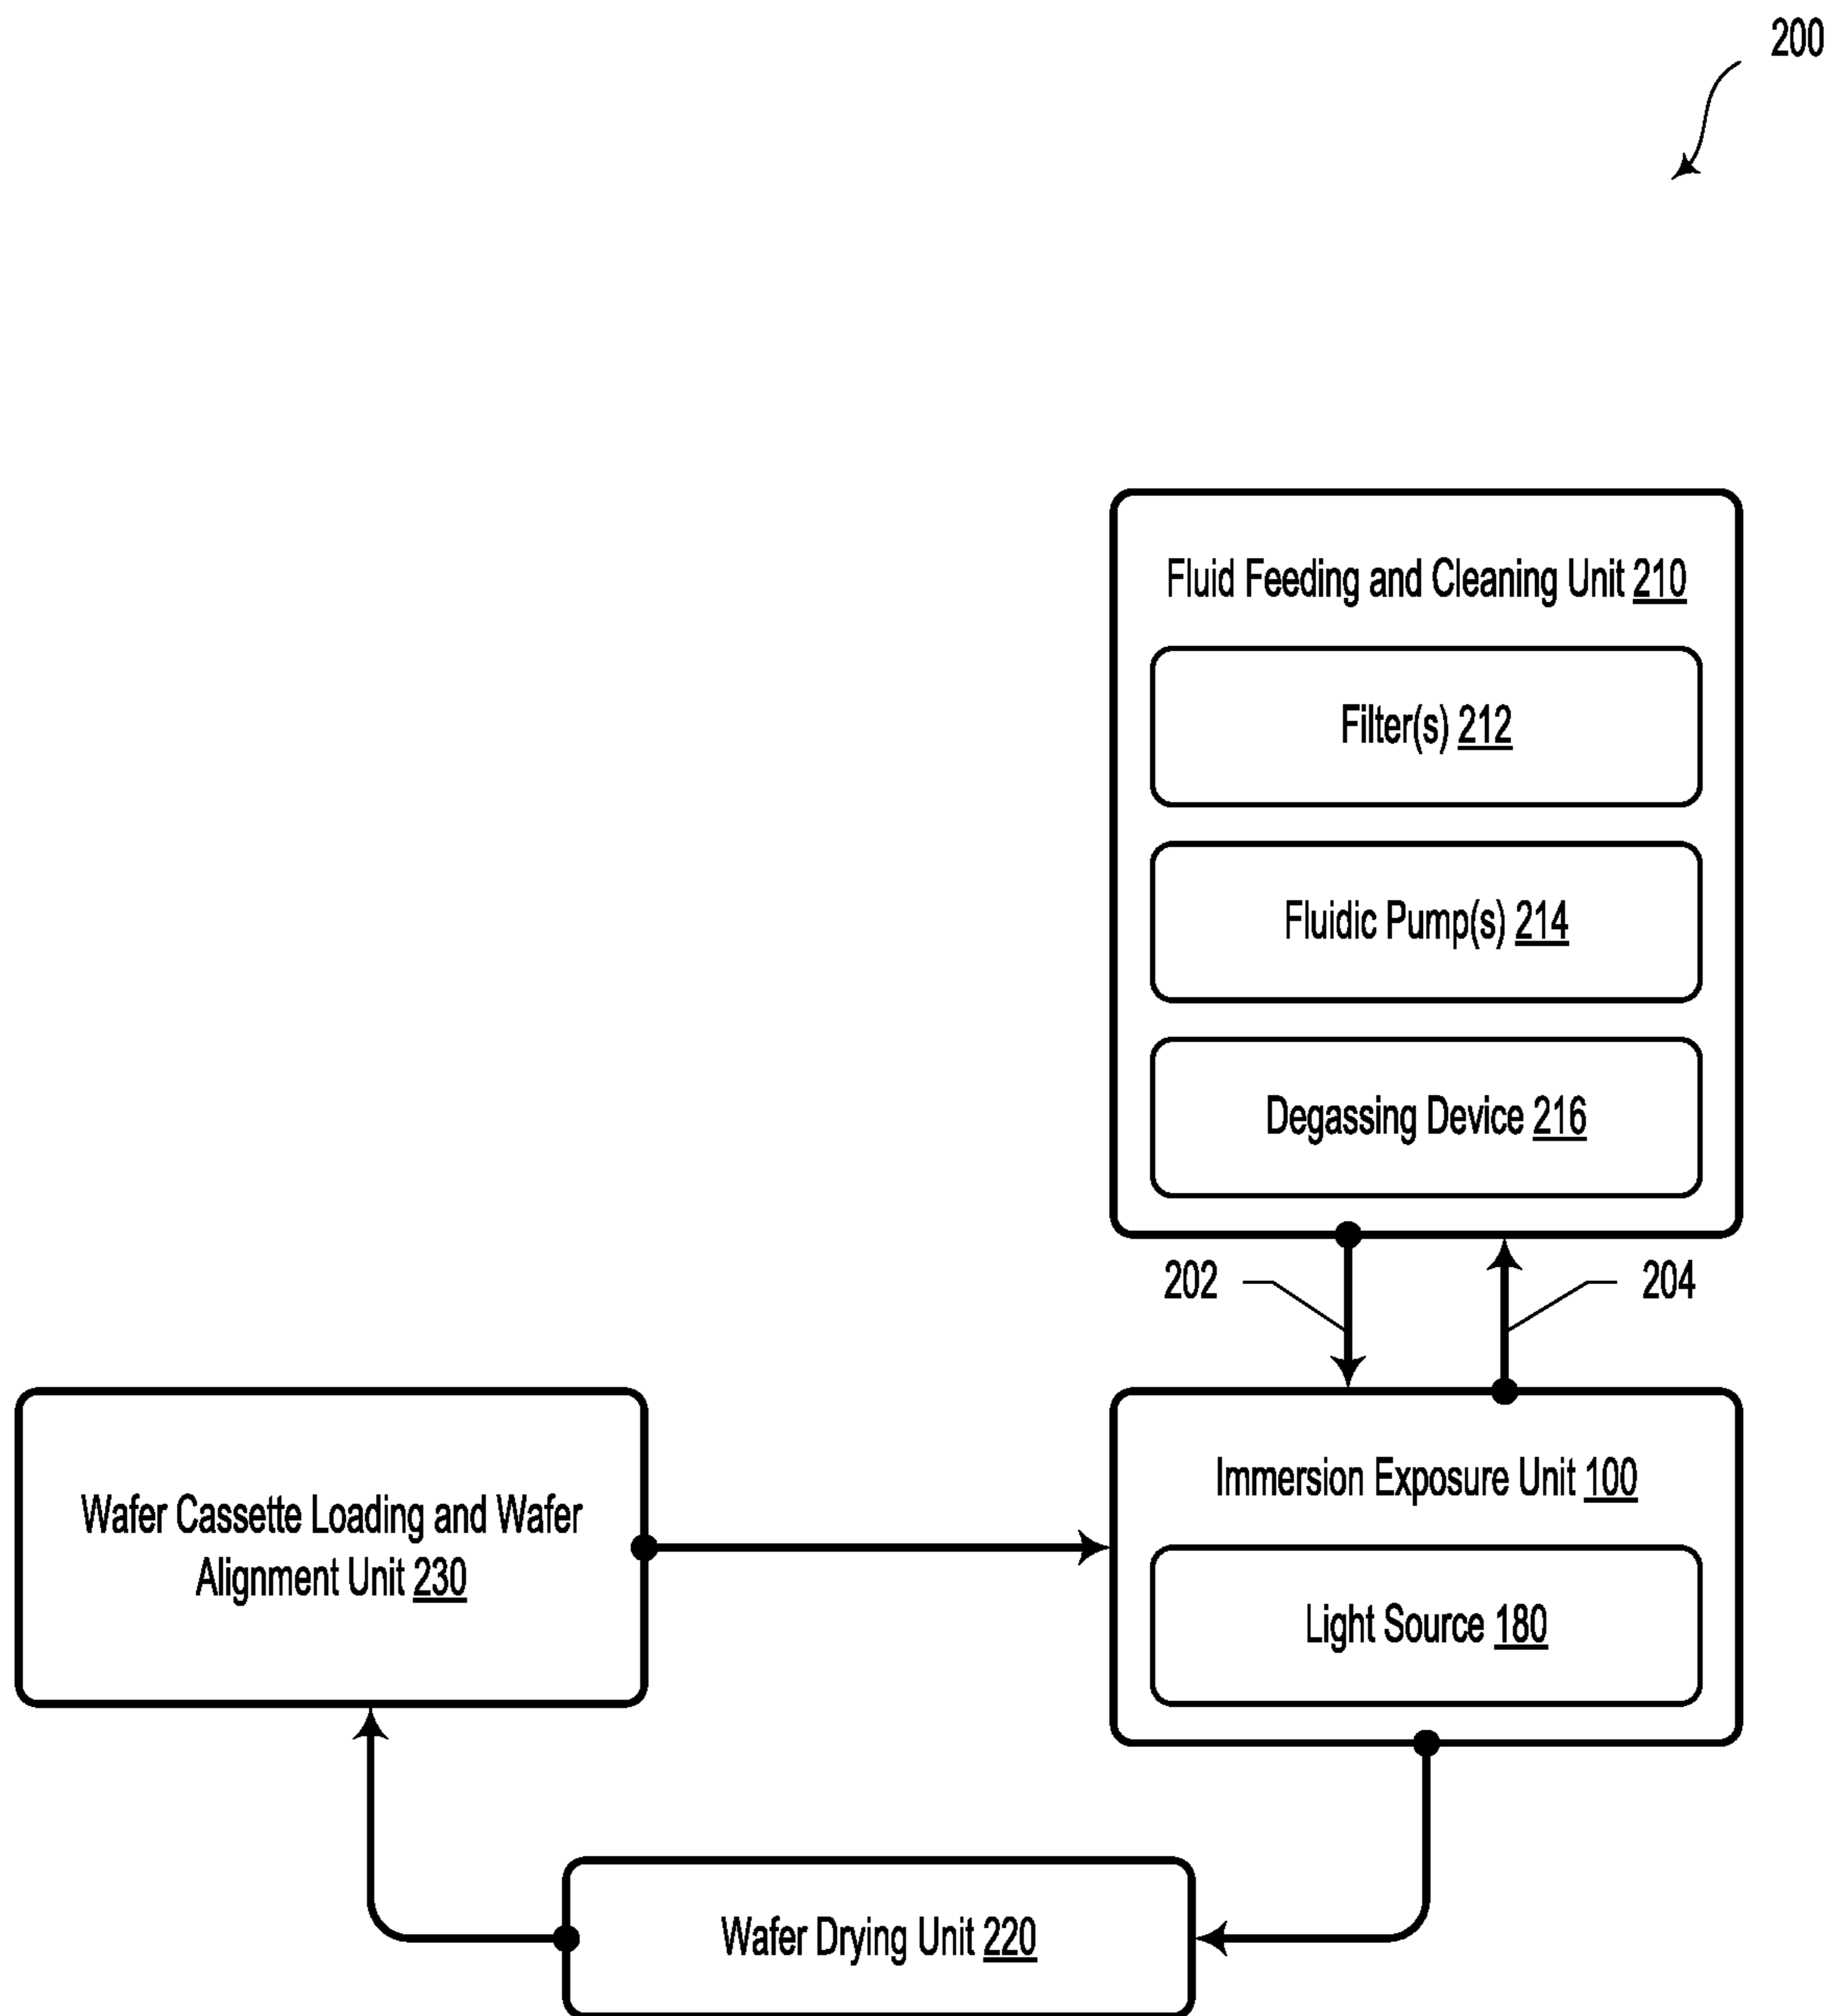 200
Fluid Feeding and Cleaning Unit 210
Filter(s) 212
Fluidic Pump(s) 214
Degassing Device 216
202
204
Wafer Cassette Loading and Wafer
Alignment Unit 230
Immersion Exposure Unit 100
Light Source 180
Wafer Drying Unit 220